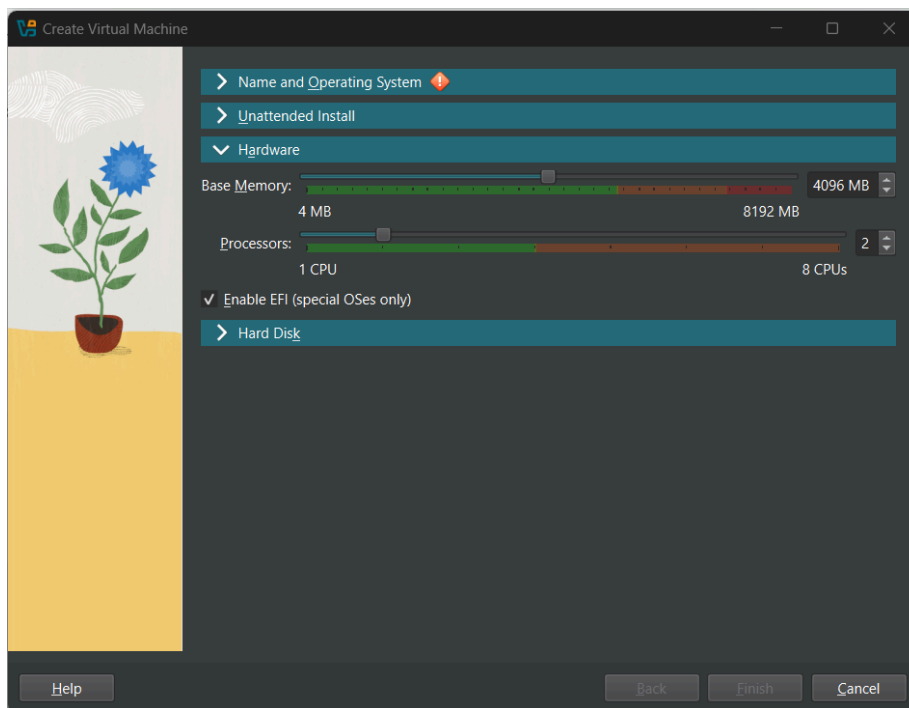 Create Virtual Machine
Name and Operating System
Unattended Install
Hardware
Base Memory: 4096 MB
4 MB 8192 MB
Processors: 2
1 CPU 8 CPUs
Enable EFI (special OSes only)
Hard Disk
Help Back Finish Cancel